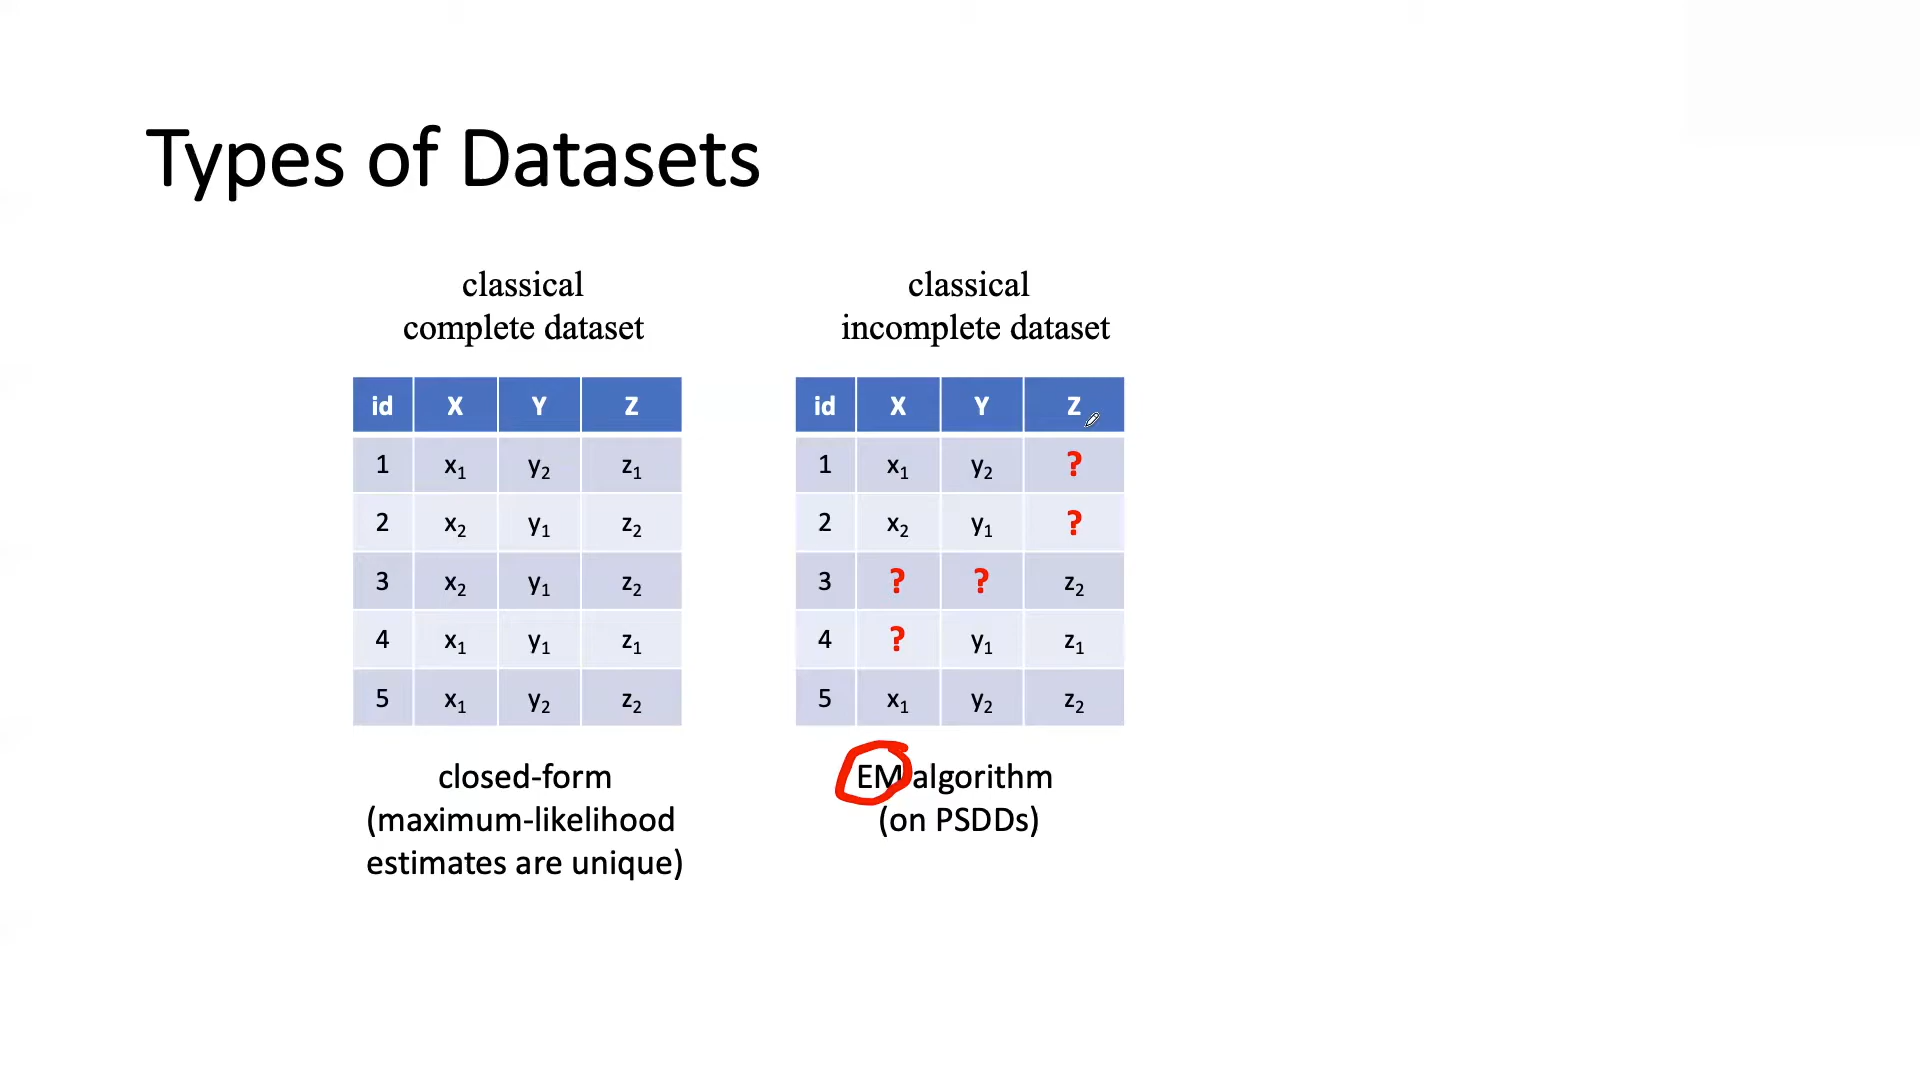 Types of Datasets
classical
complete dataset
id X Y Z
1 x₁ y₂ z₁
2 x₂ y₁ z₂
3 x₂ y₁ z₂
4 x₁ y₁ z₁
5 x₁ y₂ z₂
closed-form
(maximum-likelihood
estimates are unique)
classical
incomplete dataset
id X Y Z
1 x₁ y₂ ?
2 x₂ y₁ ?
3 ? ? z₂
4 ? y₁ z₁
5 x₁ y₂ z₂
EM algorithm
(on PSDDs)